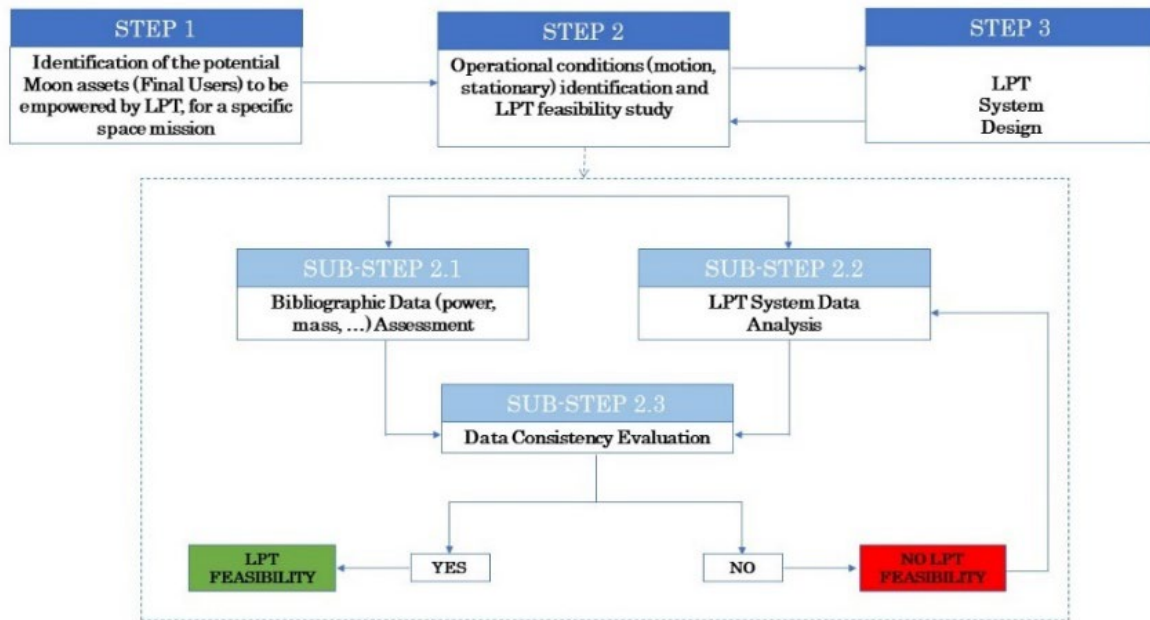 STEP 1
Identification of the potential
Moon assets (Final Users) to be
empowered by LPT, for a specific
space mission
STEP 2
Operational conditions (motion,
stationary) identification and
LPT feasibility study
STEP 3
LPT
System
Design
SUB-STEP 2.1
Bibliographic Data (power,
mass, ...) Assessment
SUB-STEP 2.2
LPT System Data
Analysis
SUB-STEP 2.3
Data Consistency Evaluation
LPT
FEASIBILITY
YES
NO
NO LPT
FEASIBILITY